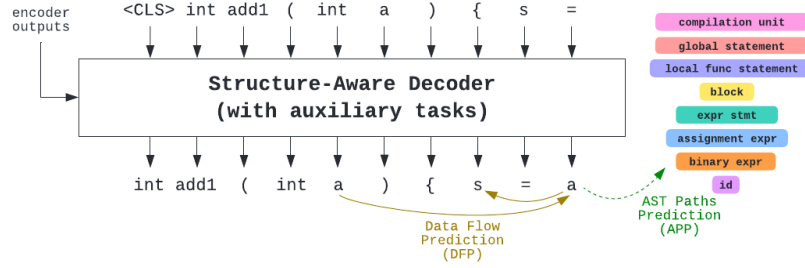 encoder
outputs
<CLS> int add1 ( int a ) { s =
Structure-Aware Decoder
(with auxiliary tasks)
int add1 ( int a ) { s = a
Data Flow
Prediction
(DFP)
compilation unit
global statement
local func statement
block
expr stmt
assignment expr
binary expr
id
AST Paths
Prediction
(APP)